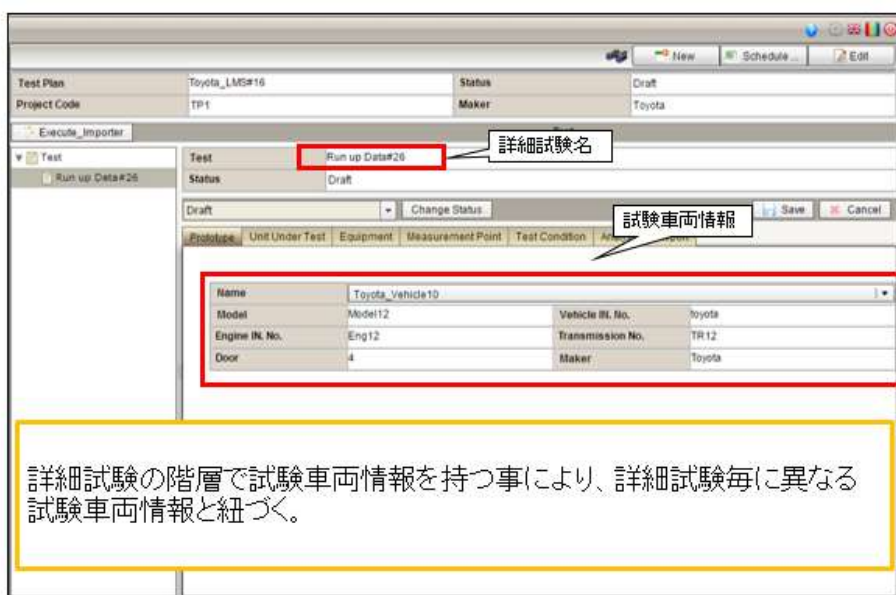 New Schedule... Edit
Test Plan Toyota_LMS#16 Status Draft
Project Code TP1 Maker Toyota
Execute_Importer
Test Test Run up Data#26 詳細試験名
Run up Data#26 Status Draft
Draft Change Status Save Cancel
試験車両情報
Prototype Unit Under Test Equipment Measurement Point Test Condition
Name Toyota_Vehicle10
Model Model12 Vehicle IN. No. toyota
Engine IN. No. Eng12 Transmission No. TR12
Door 4 Maker Toyota
詳細試験の階層で試験車両情報を持つ事により、詳細試験毎に異なる
試験車両情報と紐づく。